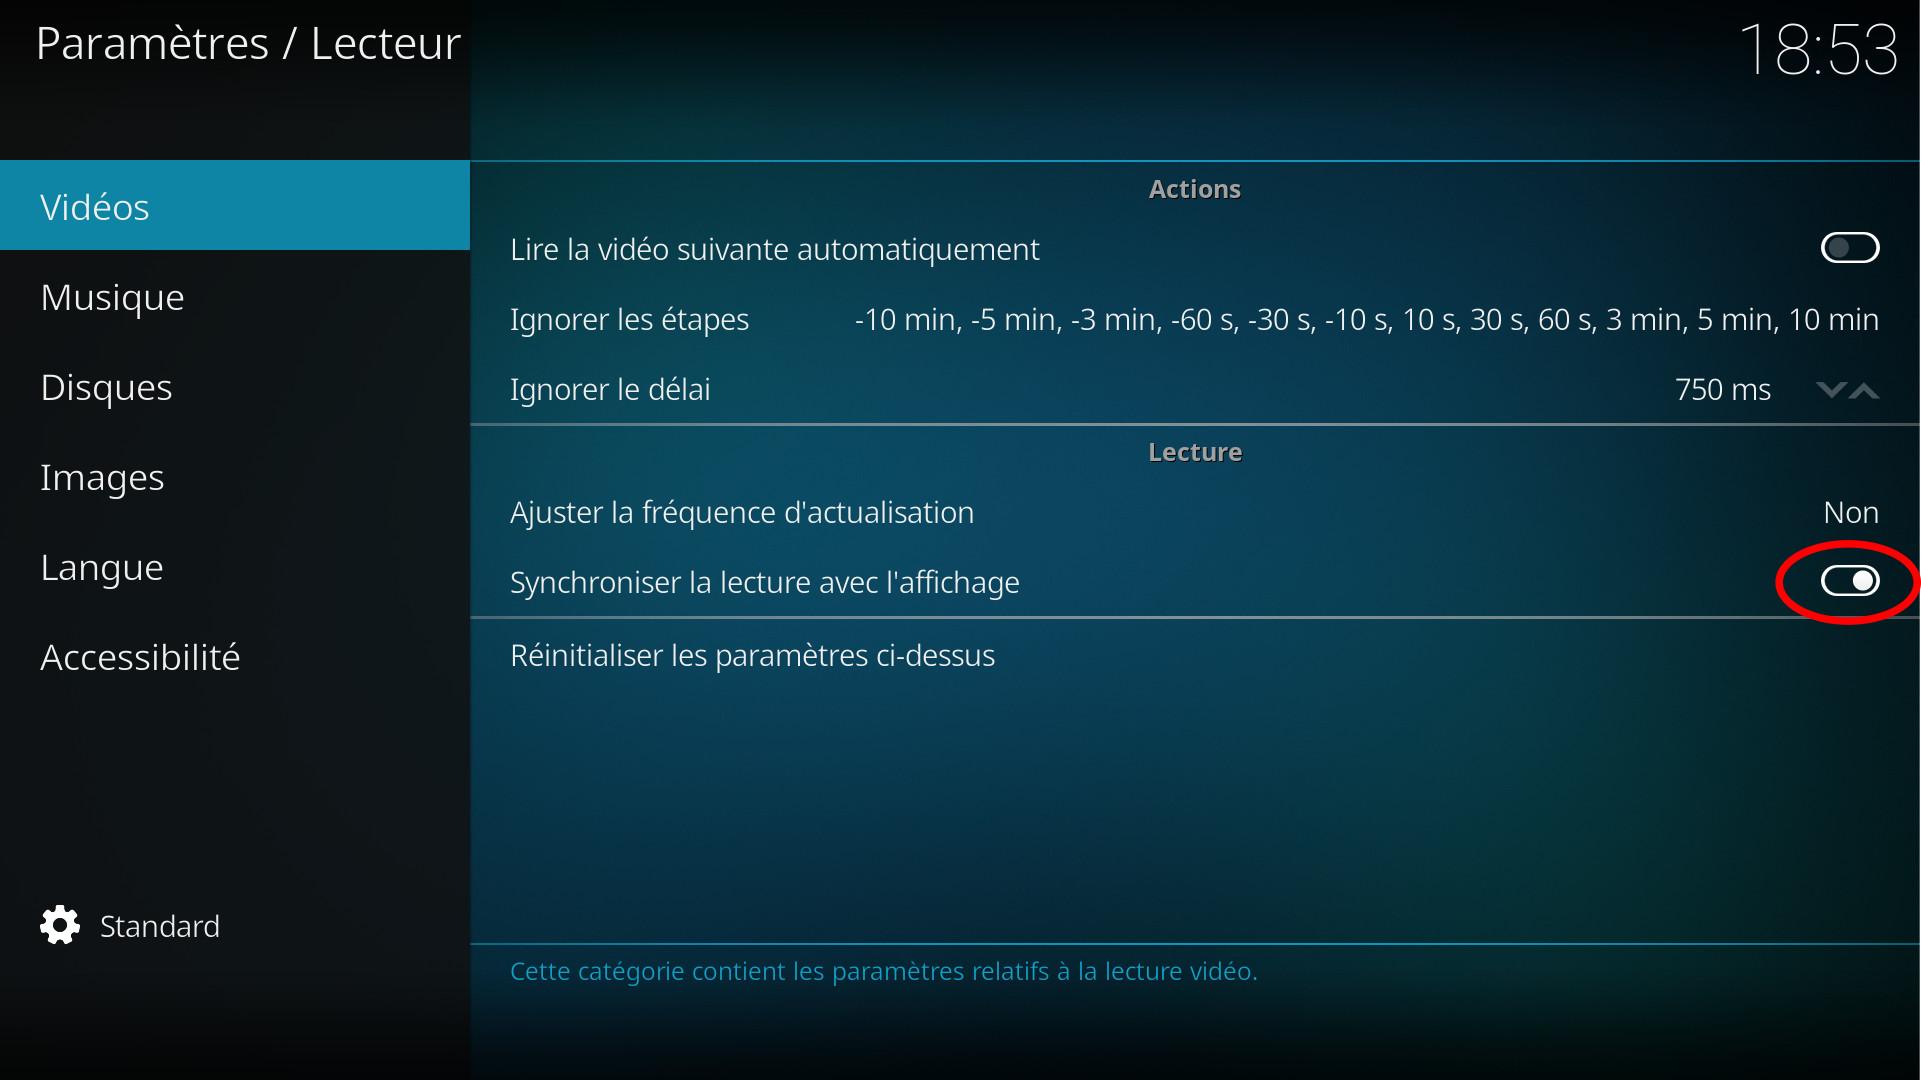 Paramètres / Lecteur
18:53
Vidéos
Musique
Disques
Images
Langue
Accessibilité
Standard
Actions
Lire la vidéo suivante automatiquement
Ignorer les étapes -10 min, -5 min, -3 min, -60 s, -30 s, -10 s, 10 s, 30 s, 60 s, 3 min, 5 min, 10 min
Ignorer le délai 750 ms
Lecture
Ajuster la fréquence d'actualisation Non
Synchroniser la lecture avec l'affichage
Réinitialiser les paramètres ci-dessus
Cette catégorie contient les paramètres relatifs à la lecture vidéo.